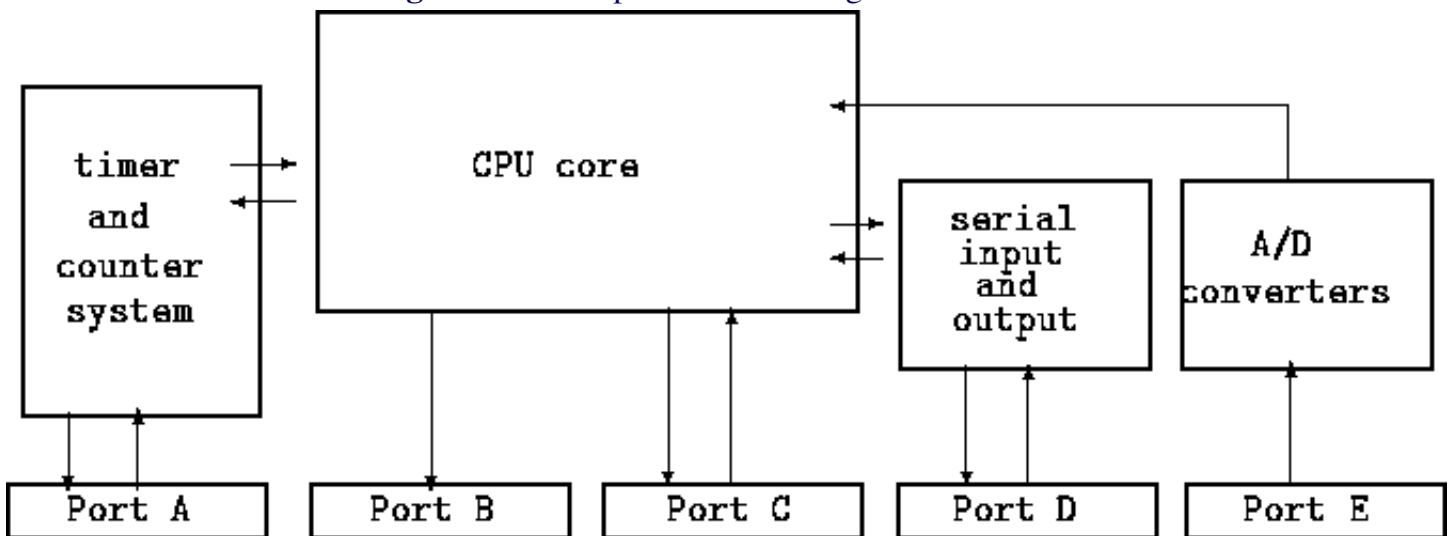 timer
and
counter
system
CPU core
serial
input
and
output
A/D
converters
Port A
Port B
Port C
Port D
Port E